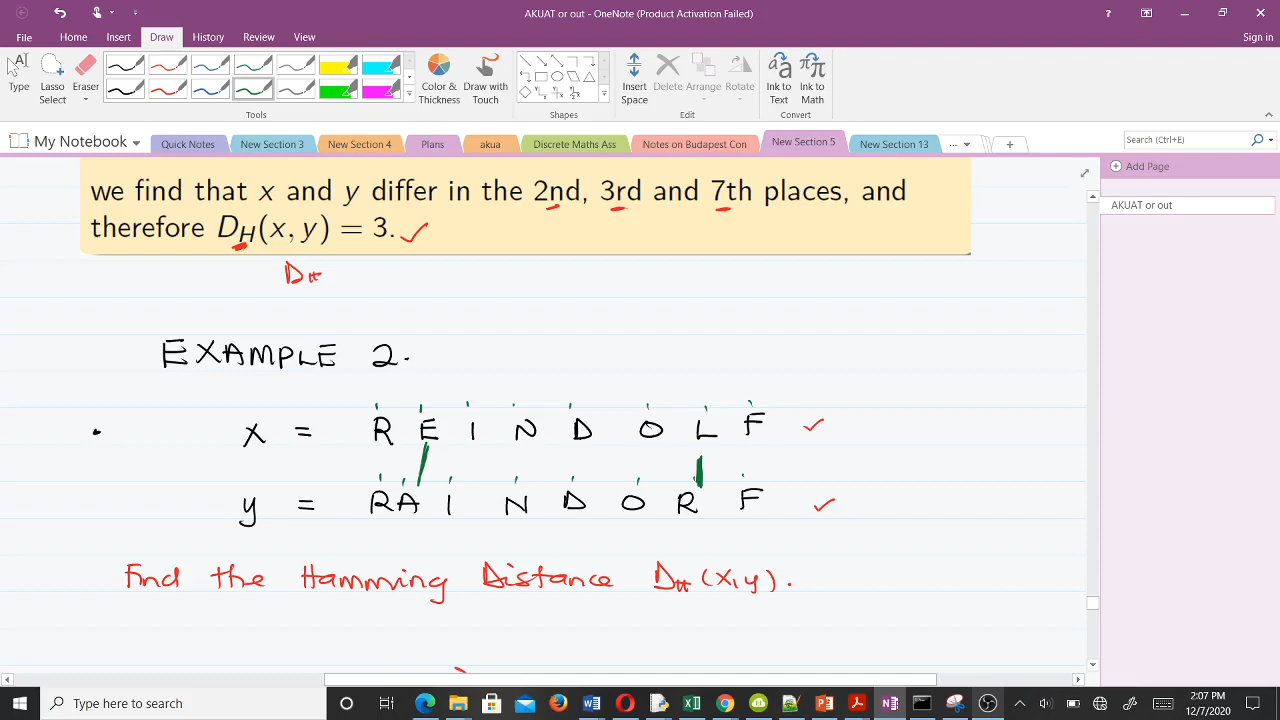 AKUAT or out - OneNote (Product Activation Failed)
File Home Insert Draw History Review View
Sign in
Type Lasso Select Eraser
Color & Thickness
Draw with Touch
Insert Space
Delete Arrange Rotate
Ink to Text
Ink to Math
Tools Shapes Edit Convert
My Notebook Quick Notes New Section 3 New Section 4 Plans akua Discrete Maths Ass Notes on Budapest Con New Section 5 New Section 13 ... +
Search (Ctrl+E)
Add Page
AKUAT or out
we find that x and y differ in the 2nd, 3rd and 7th places, and
therefore D_H(x, y) = 3. ✓
D_H
EXAMPLE 2.
x = R E I N D O L F ✓
y = R A I N D O R F ✓
Find the Hamming Distance D_H (x,y).
Type here to search
2:07 PM
12/7/2020